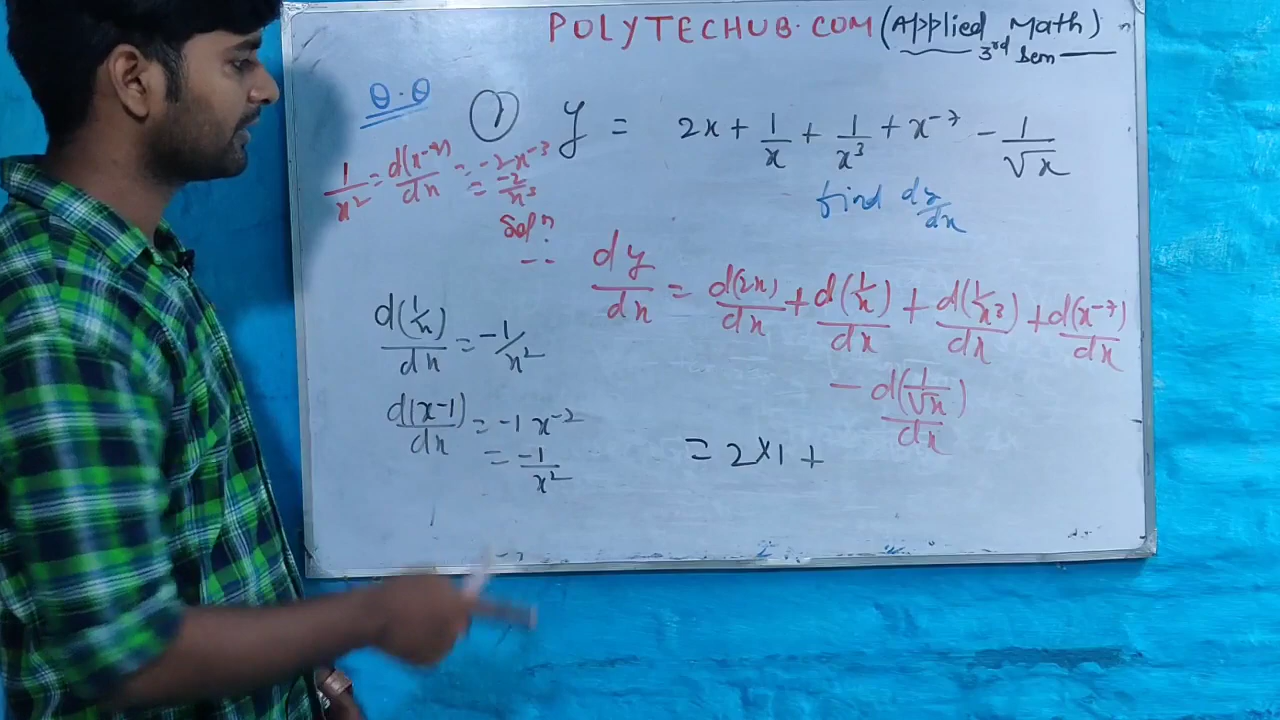 POLYTECHUB.COM (Applied Math)
3rd Sem
Q.Q ① y = 2x + 1/x + 1/x³ + x⁻⁷ − 1/√x
find dy/dx
1/x² = d(x⁻²)/dx = −2x⁻³
= −2/x³
Solⁿ
dy/dx = d(2x)/dx + d(1/x)/dx + d(1/x³)/dx + d(x⁻⁷)/dx
− d(1/√x)/dx
= 2×1 +
d(1/x)/dx = −1/x²
d(x-1)/dx = −1x⁻²
= −1/x²